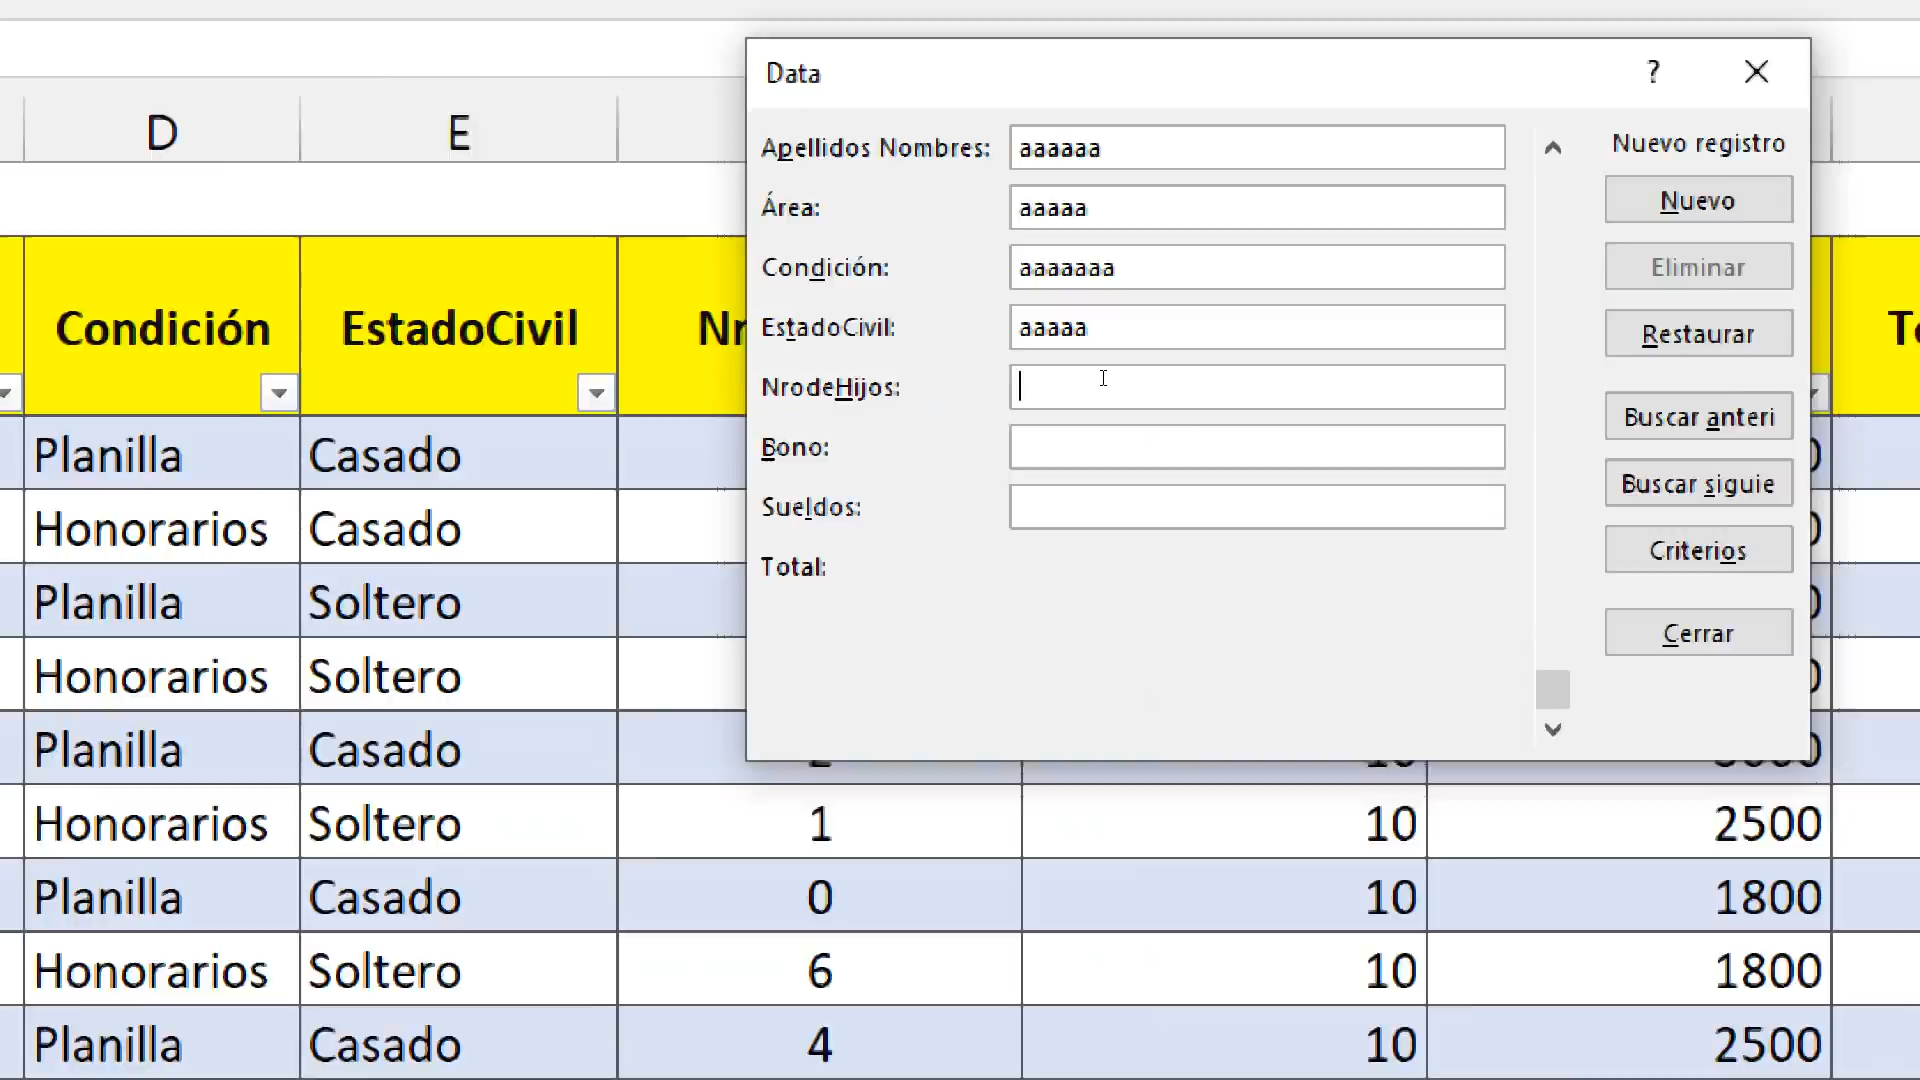 Data ?
D E
Apellidos Nombres: aaaaaa Nuevo registro
Área: aaaaa Nuevo
Condición: aaaaaaa Eliminar
Condición EstadoCivil
EstadoCivil: aaaaa Restaurar
NrodeHijos:
Buscar anteri
Bono:
Planilla Casado
Buscar siguie
Sueldos:
Honorarios Casado
Criterios
Total:
Planilla Soltero
Cerrar
Honorarios Soltero
Planilla Casado
Honorarios Soltero 1 10 2500
Planilla Casado 0 10 1800
Honorarios Soltero 6 10 1800
Planilla Casado 4 10 2500